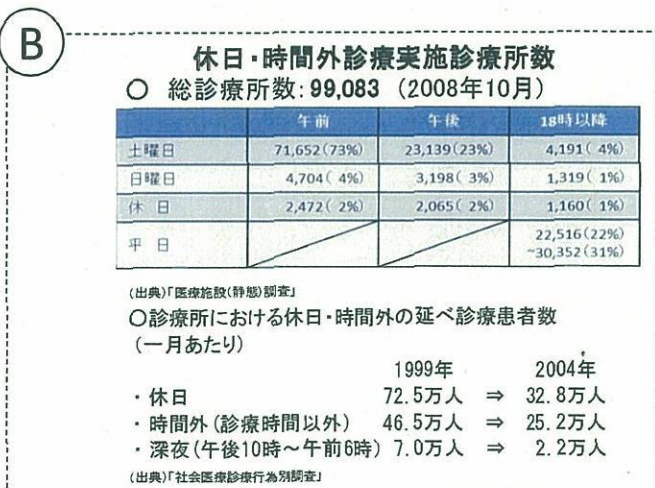 B
休日・時間外診療実施診療所数
○ 総診療所数: 99,083 (2008年10月)
午前 午後 18時以降
土曜日 71,652(73%) 23,139(23%) 4,191( 4%)
日曜日 4,704( 4%) 3,198( 3%) 1,319( 1%)
休 日 2,472( 2%) 2,065( 2%) 1,160( 1%)
平 日 22,516(22%)
~30,352(31%)
(出典)「医療施設(静態)調査」
○診療所における休日・時間外の延べ診療患者数
(一月あたり)
1999年 2004年
・休日 72.5万人 ⇒ 32.8万人
・時間外(診療時間以外) 46.5万人 ⇒ 25.2万人
・深夜(午後10時～午前6時) 7.0万人 ⇒ 2.2万人
(出典)「社会医療診療行為別調査」